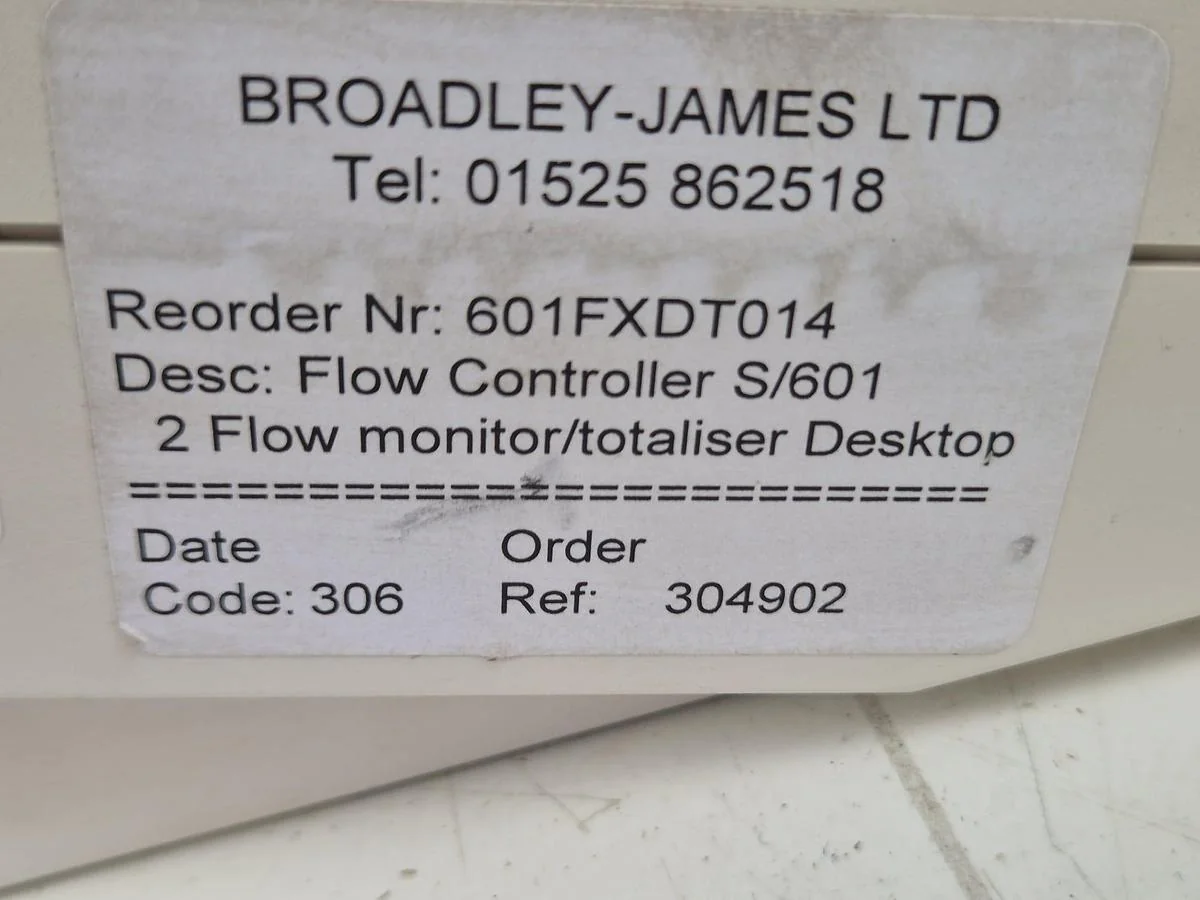 BROADLEY-JAMES LTD
Tel: 01525 862518
Reorder Nr: 601FXDT014
Desc: Flow Controller S/601
2 Flow monitor/totaliser Desktop
====================================
Date Order
Code: 306 Ref: 304902